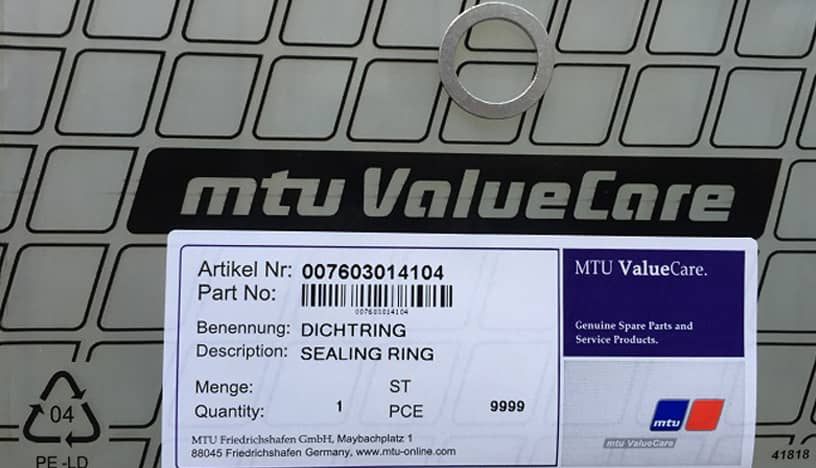 mtu ValueCare
Artikel Nr: 007603014104
Part No:
007603014104
Benennung: DICHTRING
Description: SEALING RING
Menge: ST
Quantity: 1 PCE 9999
MTU Friedrichshafen GmbH, Maybachplatz 1
88045 Friedrichshafen Germany, www.mtu-online.com
MTU ValueCare.
Genuine Spare Parts and
Service Products.
mtu
mtu ValueCare
04
PE-LD
41818